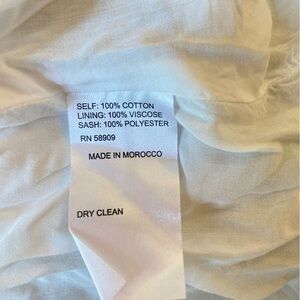 SELF: 100% COTTON
LINING: 100% VISCOSE
SASH: 100% POLYESTER
RN 58909
MADE IN MOROCCO
DRY CLEAN